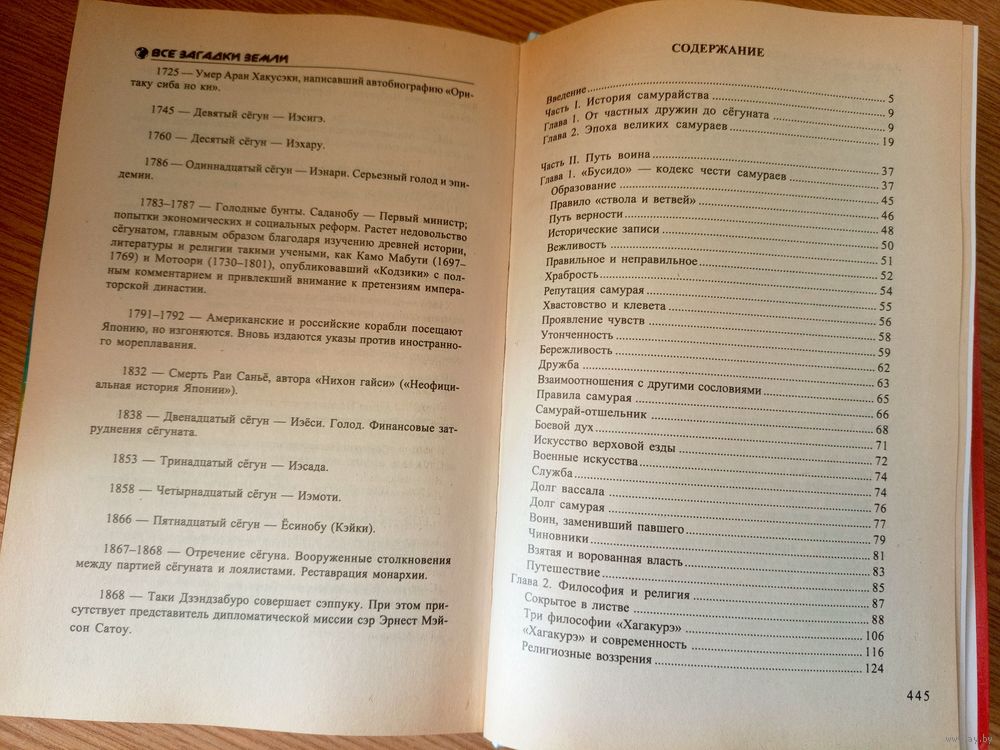 ВСЕ ЗАГАДКИ ЗЕМЛИ
1725 — Умер Араи Хакусэки, написавший автобиографию «Ори-
таку сиба но ки».
1745 — Девятый сёгун — Иэсигэ.
1760 — Десятый сёгун — Иэхару.
1786 — Одиннадцатый сёгун — Иэнари. Серьезный голод и эпи-
демии.
1783–1787 — Голодные бунты. Саданобу — Первый министр;
попытки экономических и социальных реформ. Растет недовольство
сёгунатом, главным образом благодаря изучению древней истории,
литературы и религии такими учеными, как Камо Мабути (1697–
1769) и Мотоори (1730–1801), опубликовавший «Кодзики» с пол-
ным комментарием и привлекший внимание к претензиям импера-
торской династии.
1791–1792 — Американские и российские корабли посещают
Японию, но изгоняются. Вновь издаются указы против иностранно-
го мореплавания.
1832 — Смерть Раи Саньё, автора «Нихон гайси» («Неофици-
альная история Японии»).
1838 — Двенадцатый сёгун — Иэёси. Голод. Финансовые зат-
руднения сёгуната.
1853 — Тринадцатый сёгун — Иэсада.
1858 — Четырнадцатый сёгун — Иэмоти.
1866 — Пятнадцатый сёгун — Ёсинобу (Кэйки).
1867–1868 — Отречение сёгуна. Вооруженные столкновения
между партией сёгуната и лоялистами. Реставрация монархии.
1868 — Таки Дзэндзабуро совершает сэппуку. При этом при-
сутствует представитель дипломатической миссии сэр Эрнест Мэй-
сон Сатоу.
СОДЕРЖАНИЕ
Введение 5
Часть I. История самурайства 9
Глава 1. От частных дружин до сёгуната 9
Глава 2. Эпоха великих самураев 19
Часть II. Путь воина 37
Глава 1. «Бусидо» — кодекс чести самураев 37
Образование 45
Правило «ствола и ветвей» 46
Путь верности 48
Исторические записи 50
Вежливость 51
Правильное и неправильное 52
Храбрость 54
Репутация самурая 55
Хвастовство и клевета 56
Проявление чувств 58
Утонченность 59
Бережливость 62
Дружба 63
Взаимоотношения с другими сословиями 65
Правила самурая 66
Самурай-отшельник 68
Боевой дух 71
Искусство верховой езды 72
Военные искусства 74
Служба 74
Долг вассала 76
Долг самурая 77
Воин, заменивший павшего 79
Чиновники 81
Взятая и ворованная власть 83
Путешествие 85
Глава 2. Философия и религия 87
Сокрытое в листве 88
Три философии «Хагакурэ» 106
«Хагакурэ» и современность 116
Религиозные воззрения 124
445